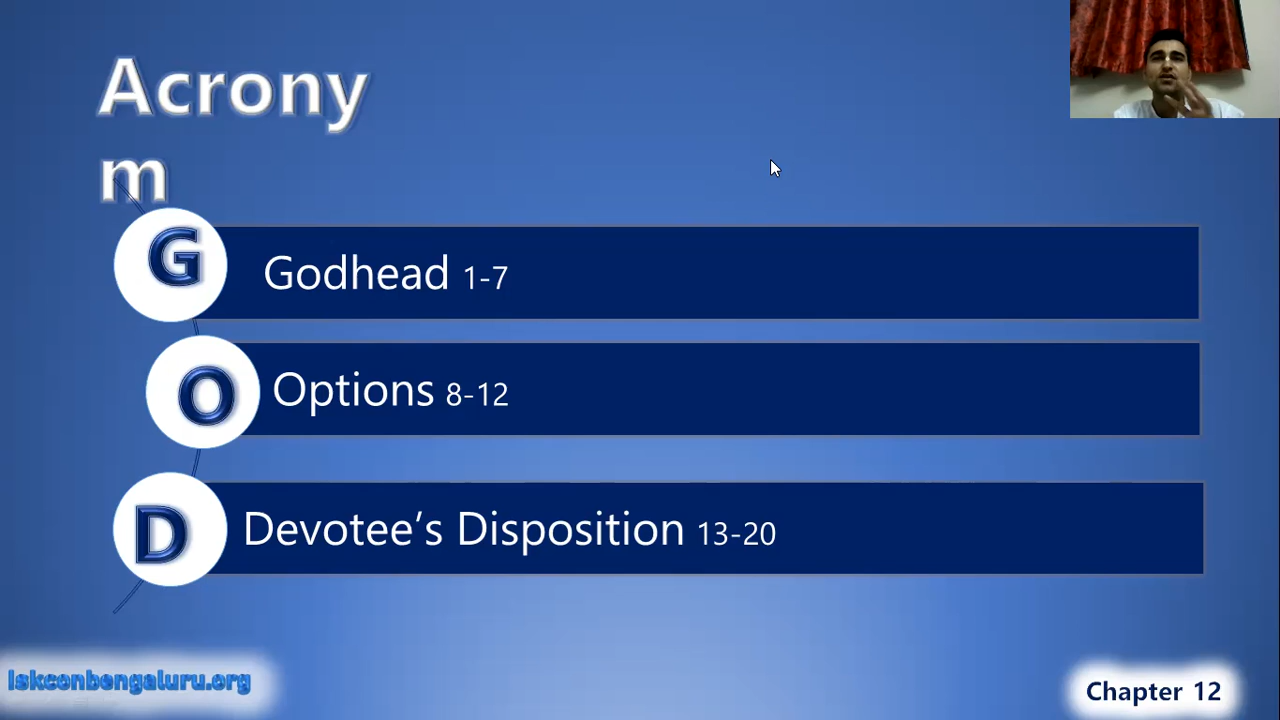 Acrony
m
G
Godhead 1-7
O
Options 8-12
D
Devotee’s Disposition 13-20
Iskconbengaluru.org
Chapter 12